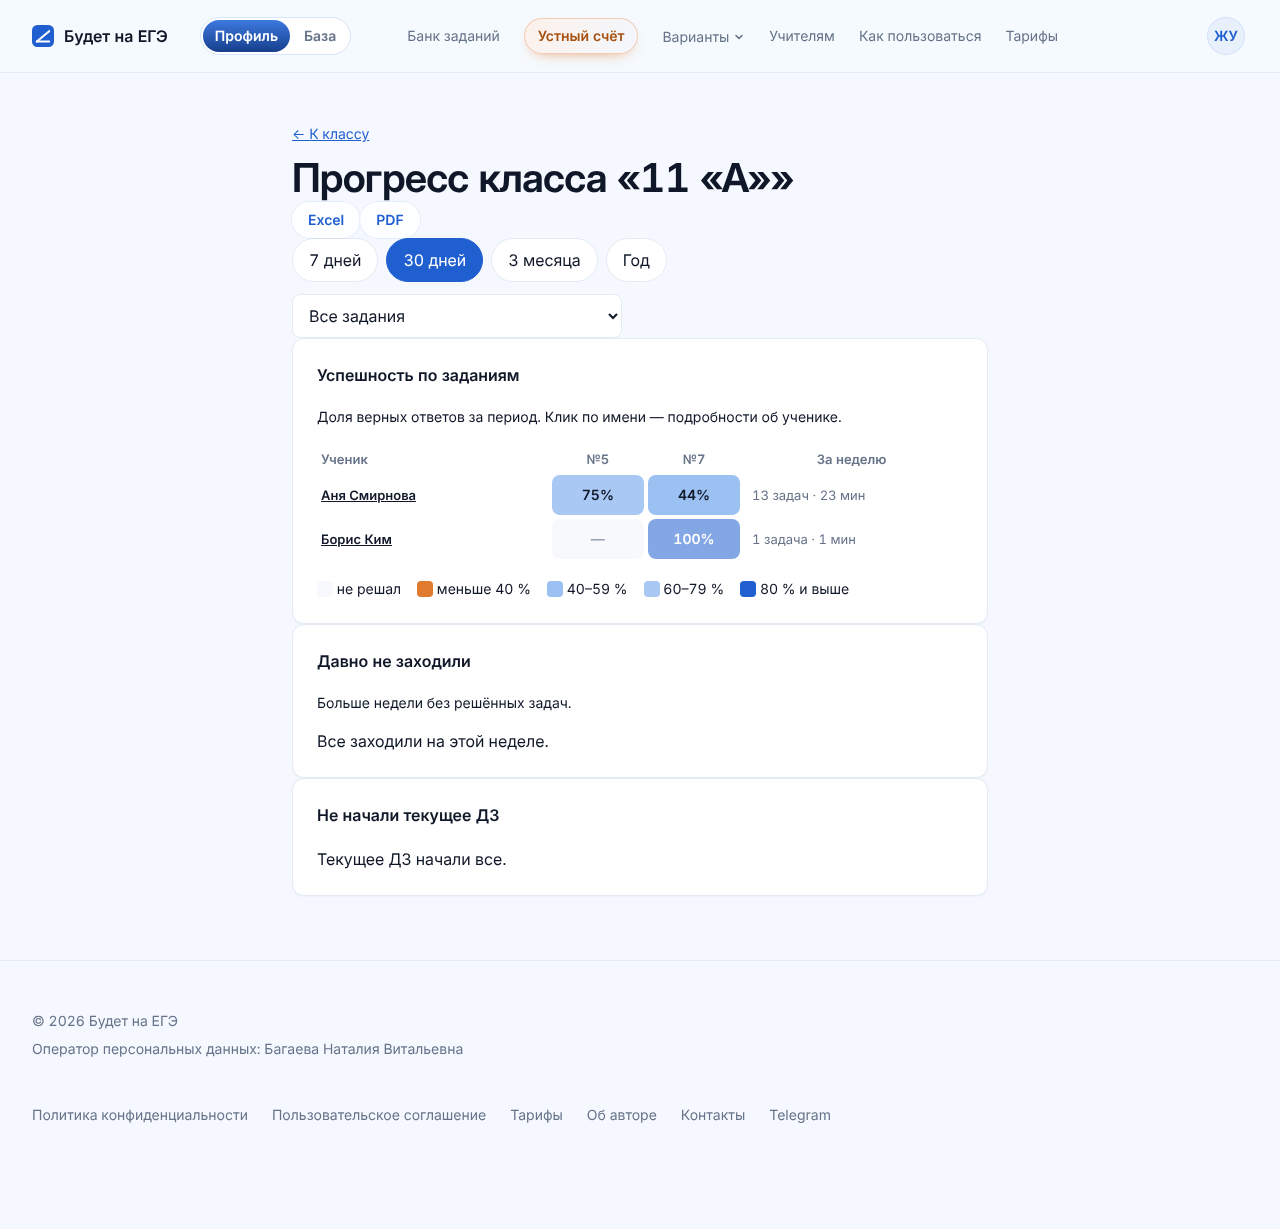 Будет на ЕГЭ Профиль База Банк заданий Устный счёт Варианты Учителям Как пользоваться Тарифы ЖУ
← К классу
Прогресс класса «11 «А»»
Excel PDF
7 дней 30 дней 3 месяца Год
Все задания
Успешность по заданиям
Доля верных ответов за период. Клик по имени — подробности об ученике.
Ученик №5 №7 За неделю
Аня Смирнова 75% 44% 13 задач · 23 мин
Борис Ким — 100% 1 задача · 1 мин
не решал меньше 40 % 40–59 % 60–79 % 80 % и выше
Давно не заходили
Больше недели без решённых задач.
Все заходили на этой неделе.
Не начали текущее ДЗ
Текущее ДЗ начали все.
© 2026 Будет на ЕГЭ
Оператор персональных данных: Багаева Наталия Витальевна
Политика конфиденциальности Пользовательское соглашение Тарифы Об авторе Контакты Telegram